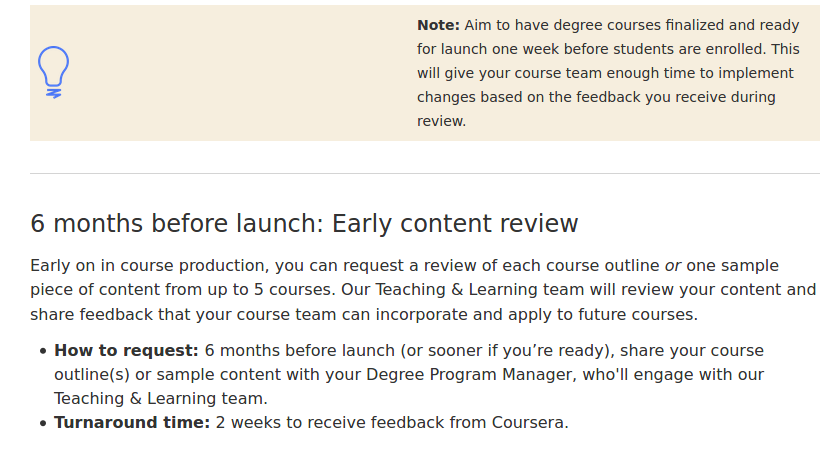 Note: Aim to have degree courses finalized and ready
for launch one week before students are enrolled. This
will give your course team enough time to implement
changes based on the feedback you receive during
review.
6 months before launch: Early content review
Early on in course production, you can request a review of each course outline or one sample
piece of content from up to 5 courses. Our Teaching & Learning team will review your content and
share feedback that your course team can incorporate and apply to future courses.
• How to request: 6 months before launch (or sooner if you’re ready), share your course
outline(s) or sample content with your Degree Program Manager, who'll engage with our
Teaching & Learning team.
• Turnaround time: 2 weeks to receive feedback from Coursera.